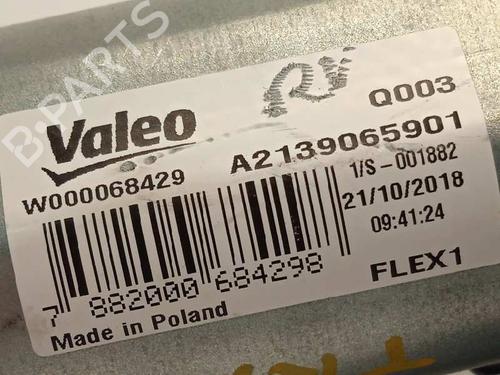 B-PARTS
Valeo
Q003
W000068429
A2139065901
1/S-001882
21/10/2018
09:41:24
7 882000 684298
FLEX1
Made in Poland